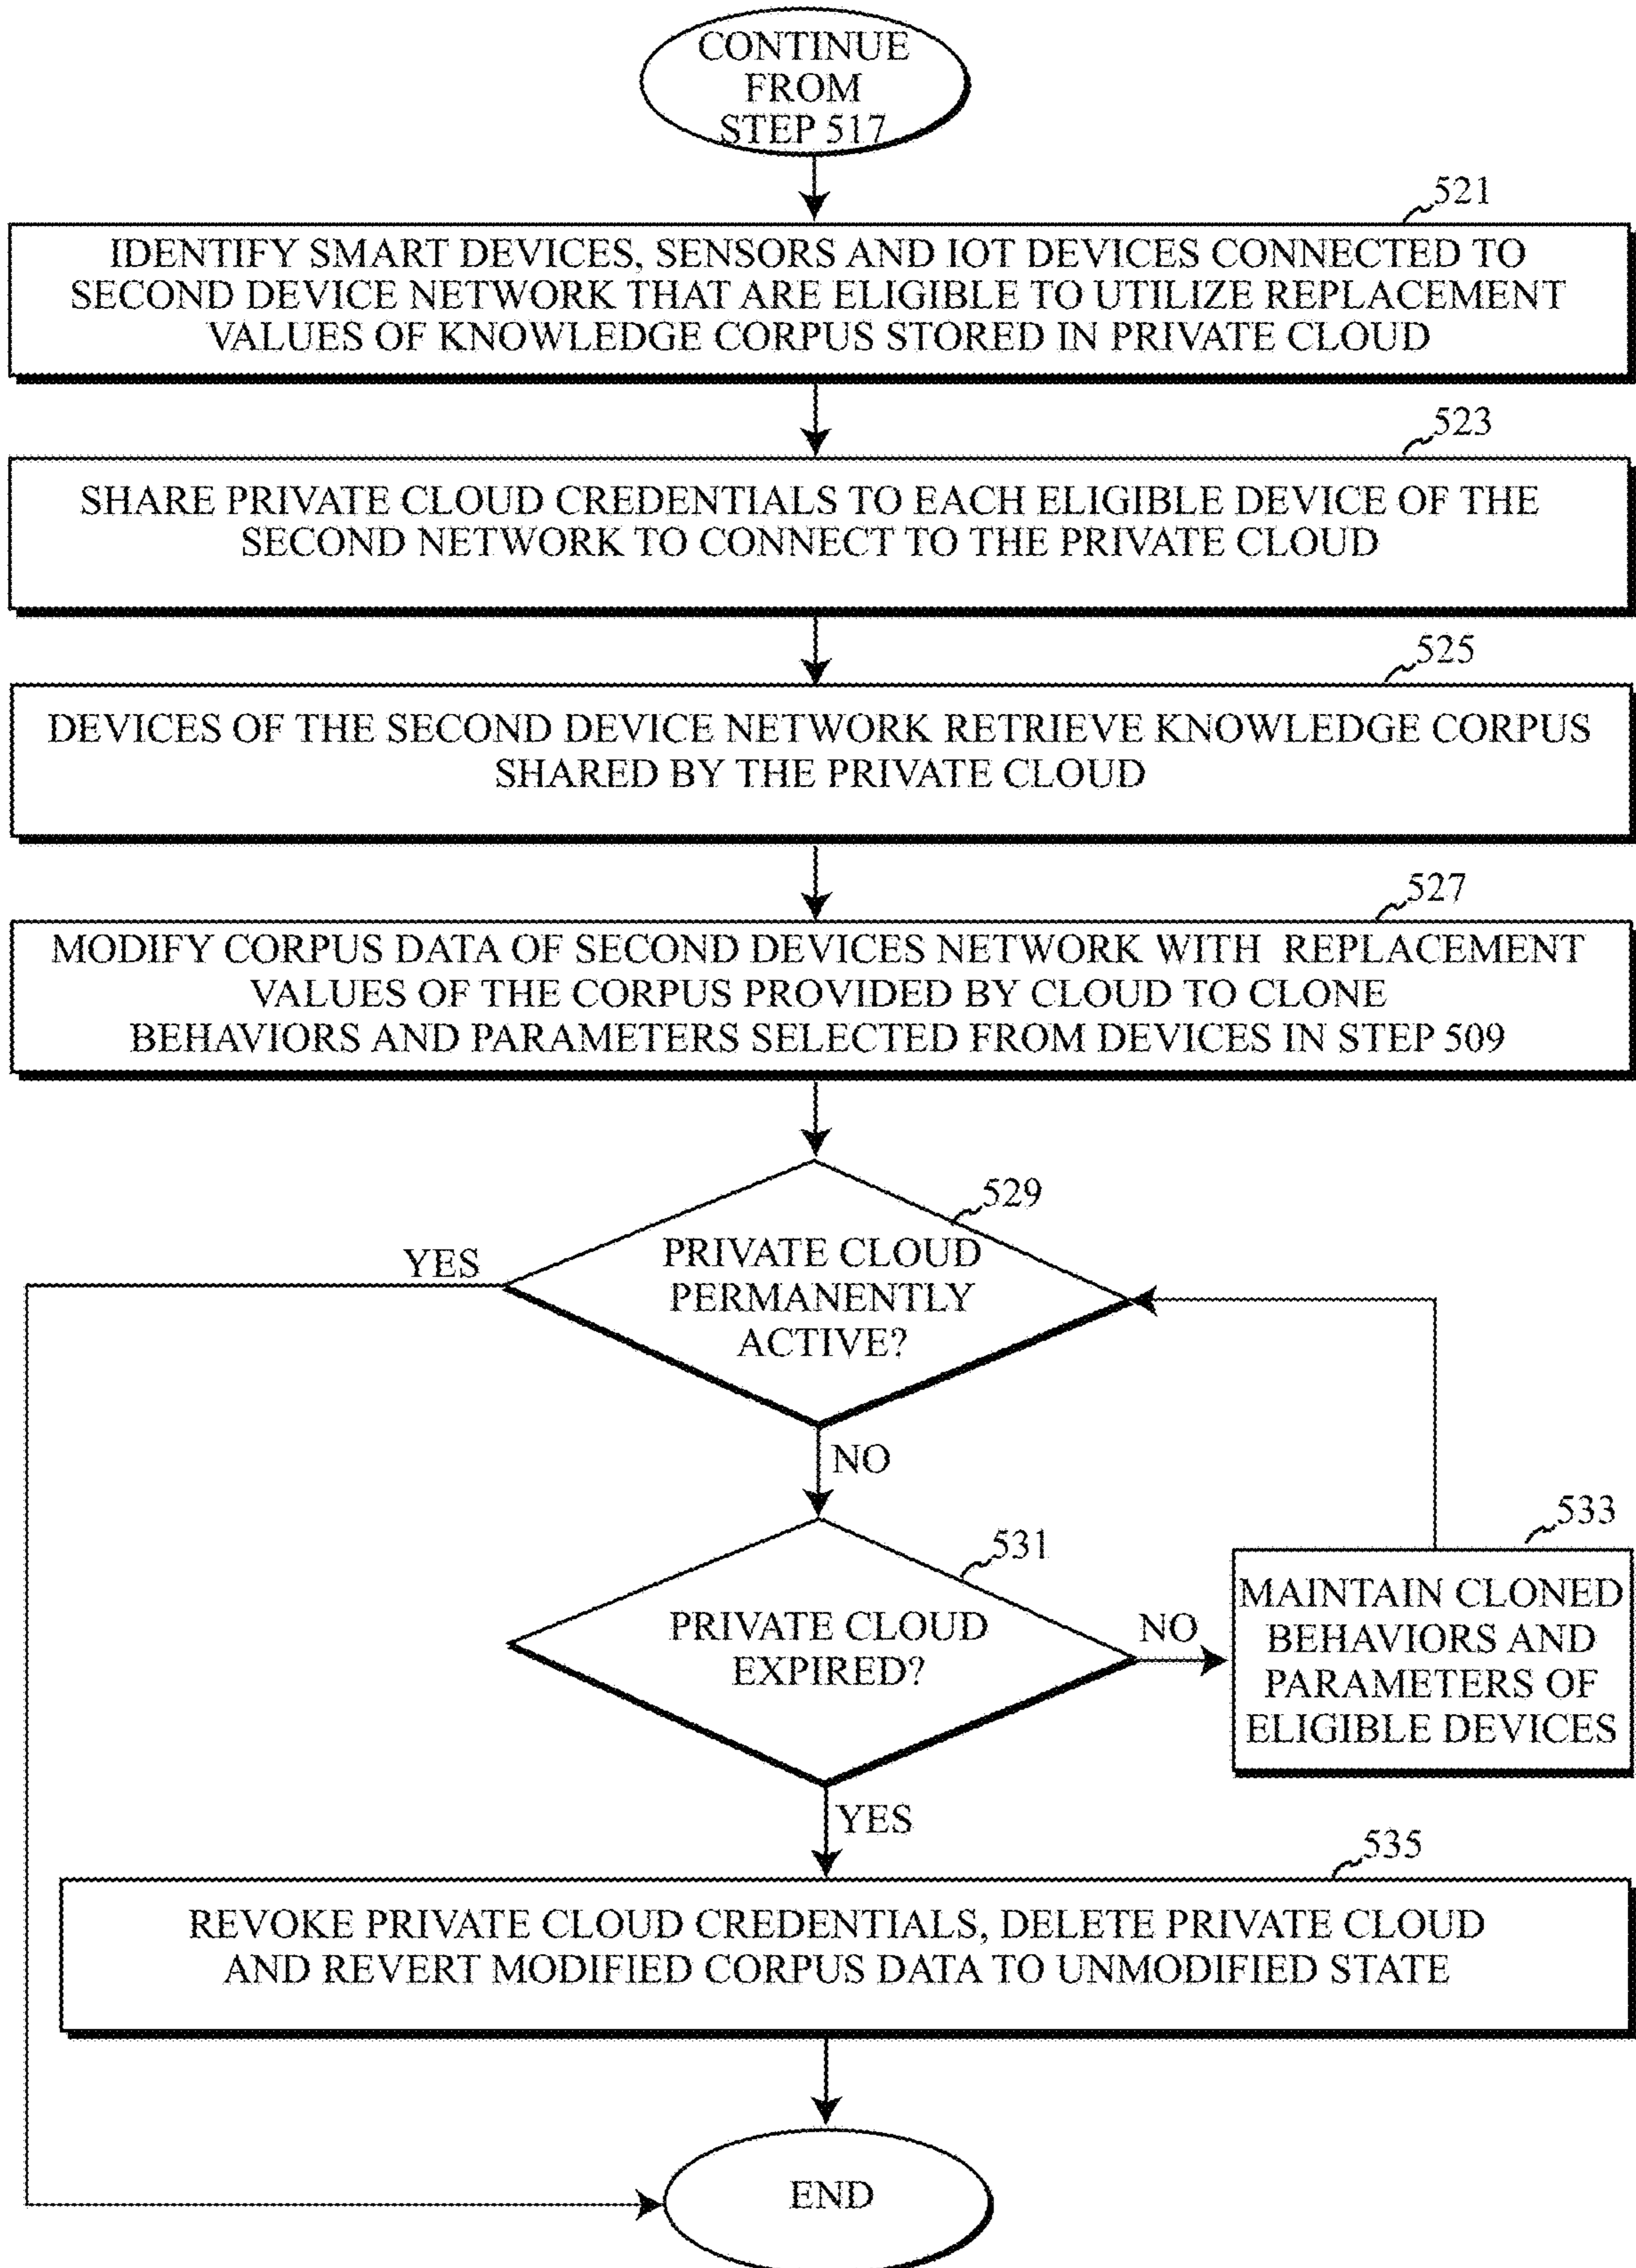 CONTINUE
FROM
STEP 517
521
IDENTIFY SMART DEVICES, SENSORS AND IOT DEVICES CONNECTED TO
SECOND DEVICE NETWORK THAT ARE ELIGIBLE TO UTILIZE REPLACEMENT
VALUES OF KNOWLEDGE CORPUS STORED IN PRIVATE CLOUD
523
SHARE PRIVATE CLOUD CREDENTIALS TO EACH ELIGIBLE DEVICE OF THE
SECOND NETWORK TO CONNECT TO THE PRIVATE CLOUD
525
DEVICES OF THE SECOND DEVICE NETWORK RETRIEVE KNOWLEDGE CORPUS
SHARED BY THE PRIVATE CLOUD
527
MODIFY CORPUS DATA OF SECOND DEVICES NETWORK WITH REPLACEMENT
VALUES OF THE CORPUS PROVIDED BY CLOUD TO CLONE
BEHAVIORS AND PARAMETERS SELECTED FROM DEVICES IN STEP 509
529
YES
PRIVATE CLOUD
PERMANENTLY
ACTIVE?
NO
531
PRIVATE CLOUD
EXPIRED?
NO
533
MAINTAIN CLONED
BEHAVIORS AND
PARAMETERS OF
ELIGIBLE DEVICES
YES
535
REVOKE PRIVATE CLOUD CREDENTIALS, DELETE PRIVATE CLOUD
AND REVERT MODIFIED CORPUS DATA TO UNMODIFIED STATE
END